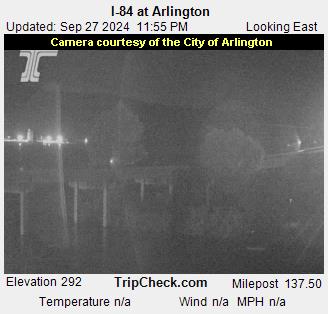 I-84 at Arlington
Updated: Sep 27 2024 11:55 PM Looking East
Camera courtesy of the City of Arlington
Elevation 292 TripCheck.com Milepost 137.50
Temperature n/a Wind n/a MPH n/a